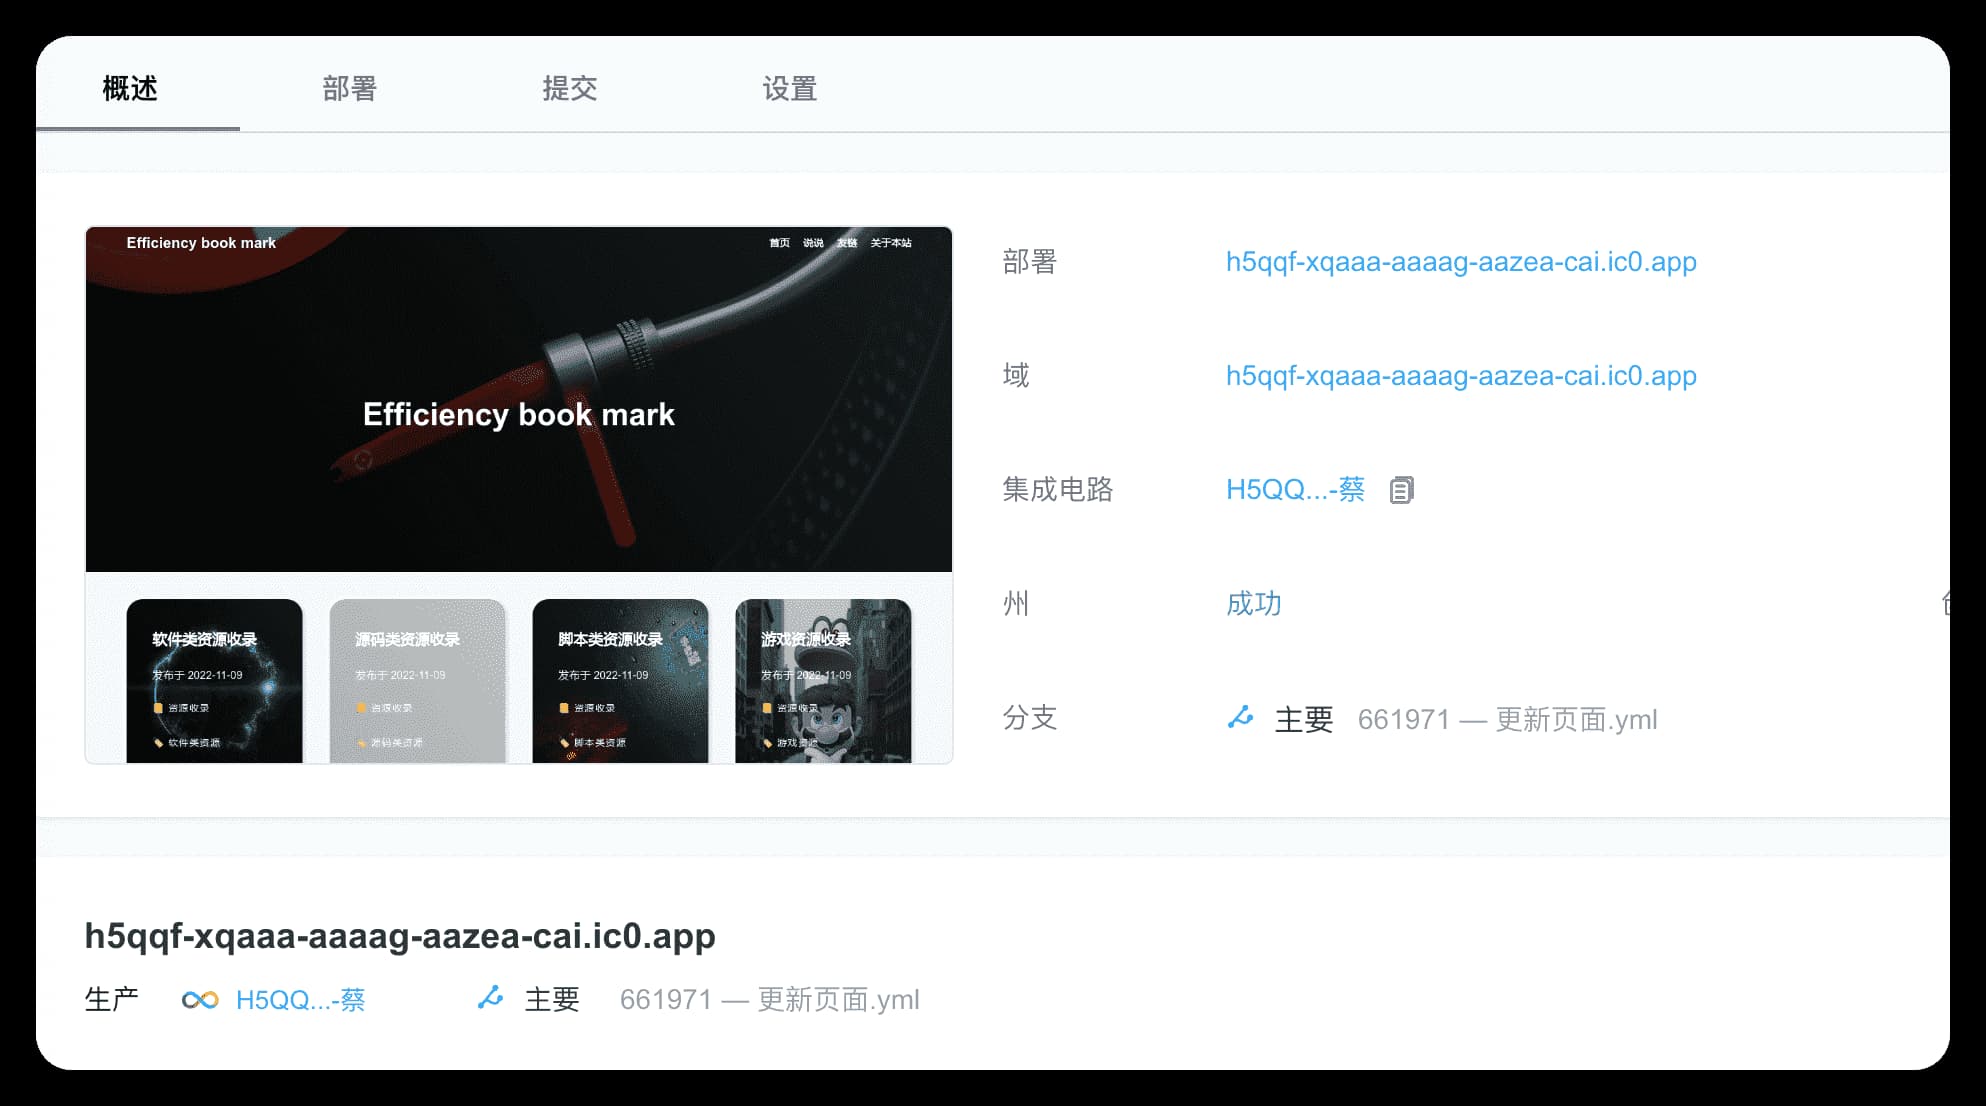 概述 部署 提交 设置
Efficiency book mark 首页 说说 友链 关于本站
Efficiency book mark
软件类资源收录 源码类资源收录 脚本类资源收录 游戏资源收录
发布于 2022-11-09 发布于 2022-11-09 发布于 2022-11-09 发布于 2022-11-09
资源收录 资源收录 资源收录 资源收录
软件类资源 源码类资源 脚本类资源 游戏资源
部署 h5qqf-xqaaa-aaaag-aazea-cai.ic0.app
域 h5qqf-xqaaa-aaaag-aazea-cai.ic0.app
集成电路 H5QQ...-蔡
州 成功
分支 主要 661971 — 更新页面.yml
h5qqf-xqaaa-aaaag-aazea-cai.ic0.app
生产 H5QQ...-蔡 主要 661971 — 更新页面.yml